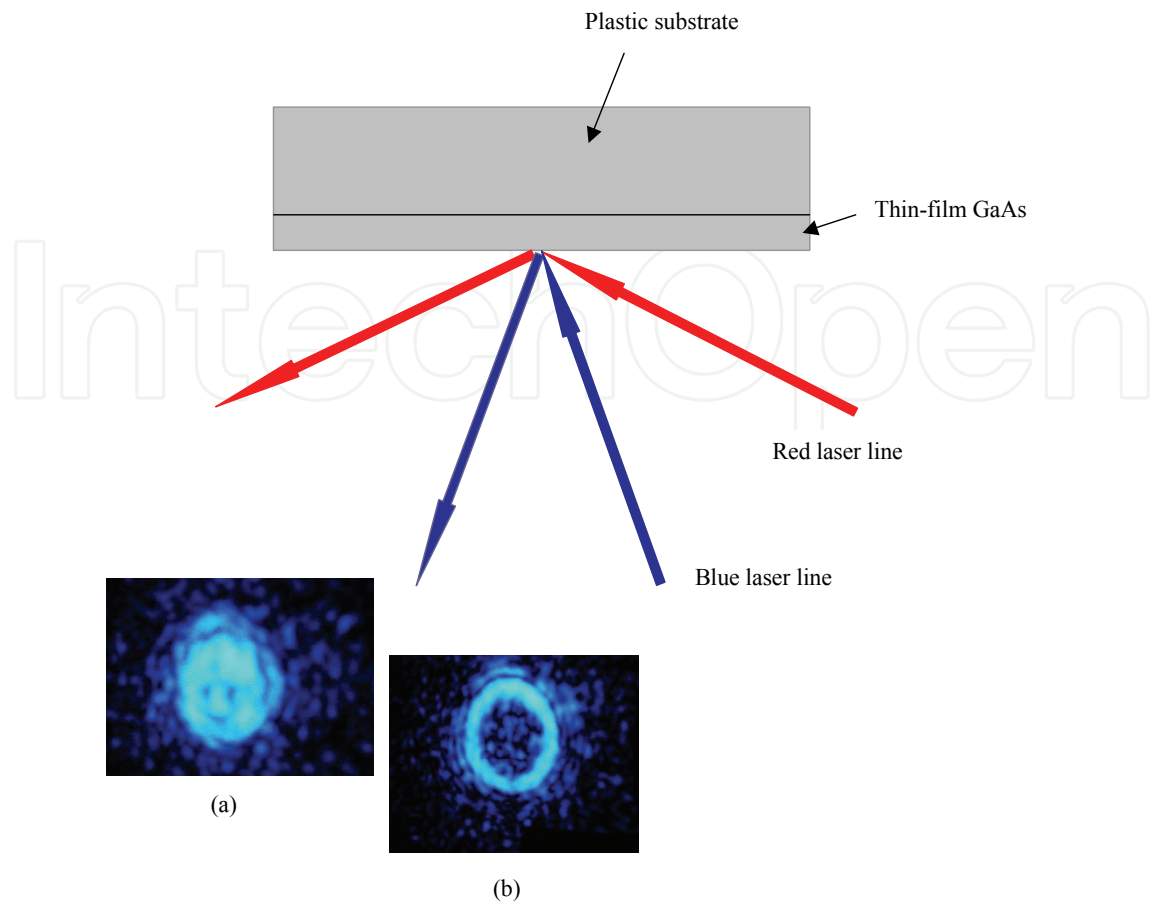 Plastic substrate
Thin-film GaAs
IntechOpen
Red laser line
Blue laser line
(a)
(b)